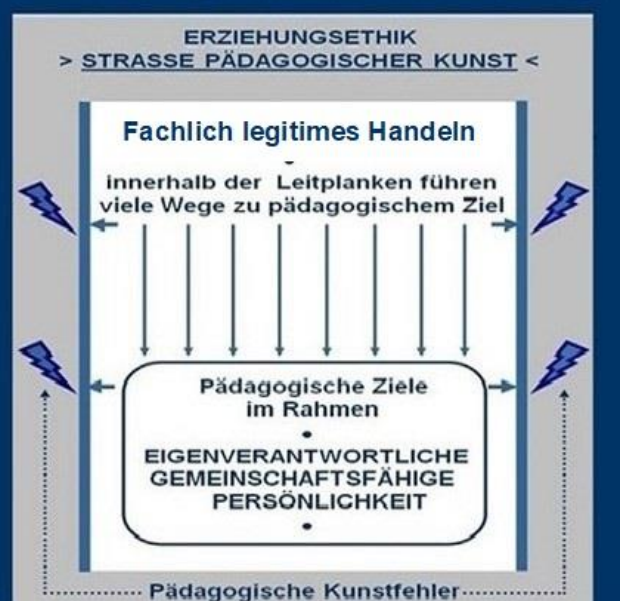 ERZIEHUNGSETHIK
> STRASSE PÄDAGOGISCHER KUNST <
Fachlich legitimes Handeln
innerhalb der Leitplanken führen
viele Wege zu pädagogischem Ziel
Pädagogische Ziele
im Rahmen
•
EIGENVERANTWORTLICHE
GEMEINSCHAFTSFÄHIGE
PERSÖNLICHKEIT
•
Pädagogische Kunstfehler